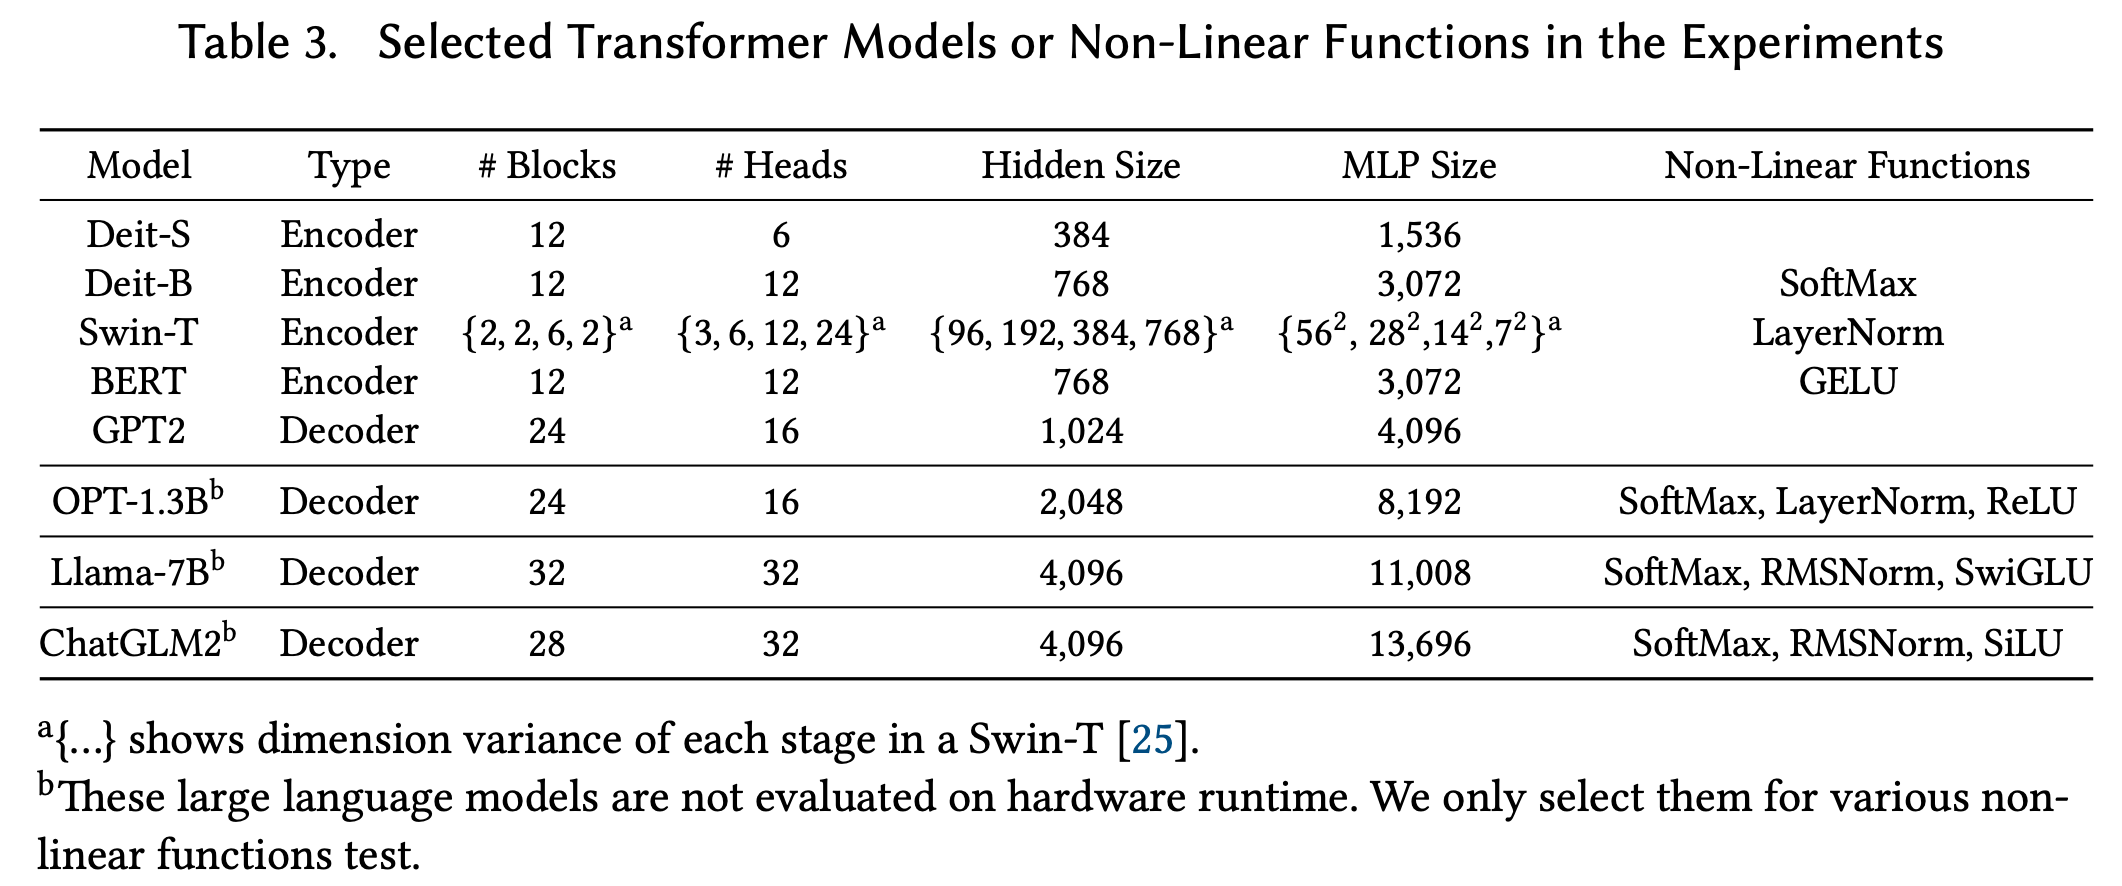 Table 3. Selected Transformer Models or Non-Linear Functions in the Experiments
Model Type # Blocks # Heads Hidden Size MLP Size Non-Linear Functions
Deit-S Encoder 12 6 384 1,536
Deit-B Encoder 12 12 768 3,072 SoftMax
Swin-T Encoder {2, 2, 6, 2}ᵃ {3, 6, 12, 24}ᵃ {96, 192, 384, 768}ᵃ {56², 28²,14²,7²}ᵃ LayerNorm
BERT Encoder 12 12 768 3,072 GELU
GPT2 Decoder 24 16 1,024 4,096
OPT-1.3Bᵇ Decoder 24 16 2,048 8,192 SoftMax, LayerNorm, ReLU
Llama-7Bᵇ Decoder 32 32 4,096 11,008 SoftMax, RMSNorm, SwiGLU
ChatGLM2ᵇ Decoder 28 32 4,096 13,696 SoftMax, RMSNorm, SiLU
ᵃ{...} shows dimension variance of each stage in a Swin-T [25].
ᵇThese large language models are not evaluated on hardware runtime. We only select them for various non-
linear functions test.